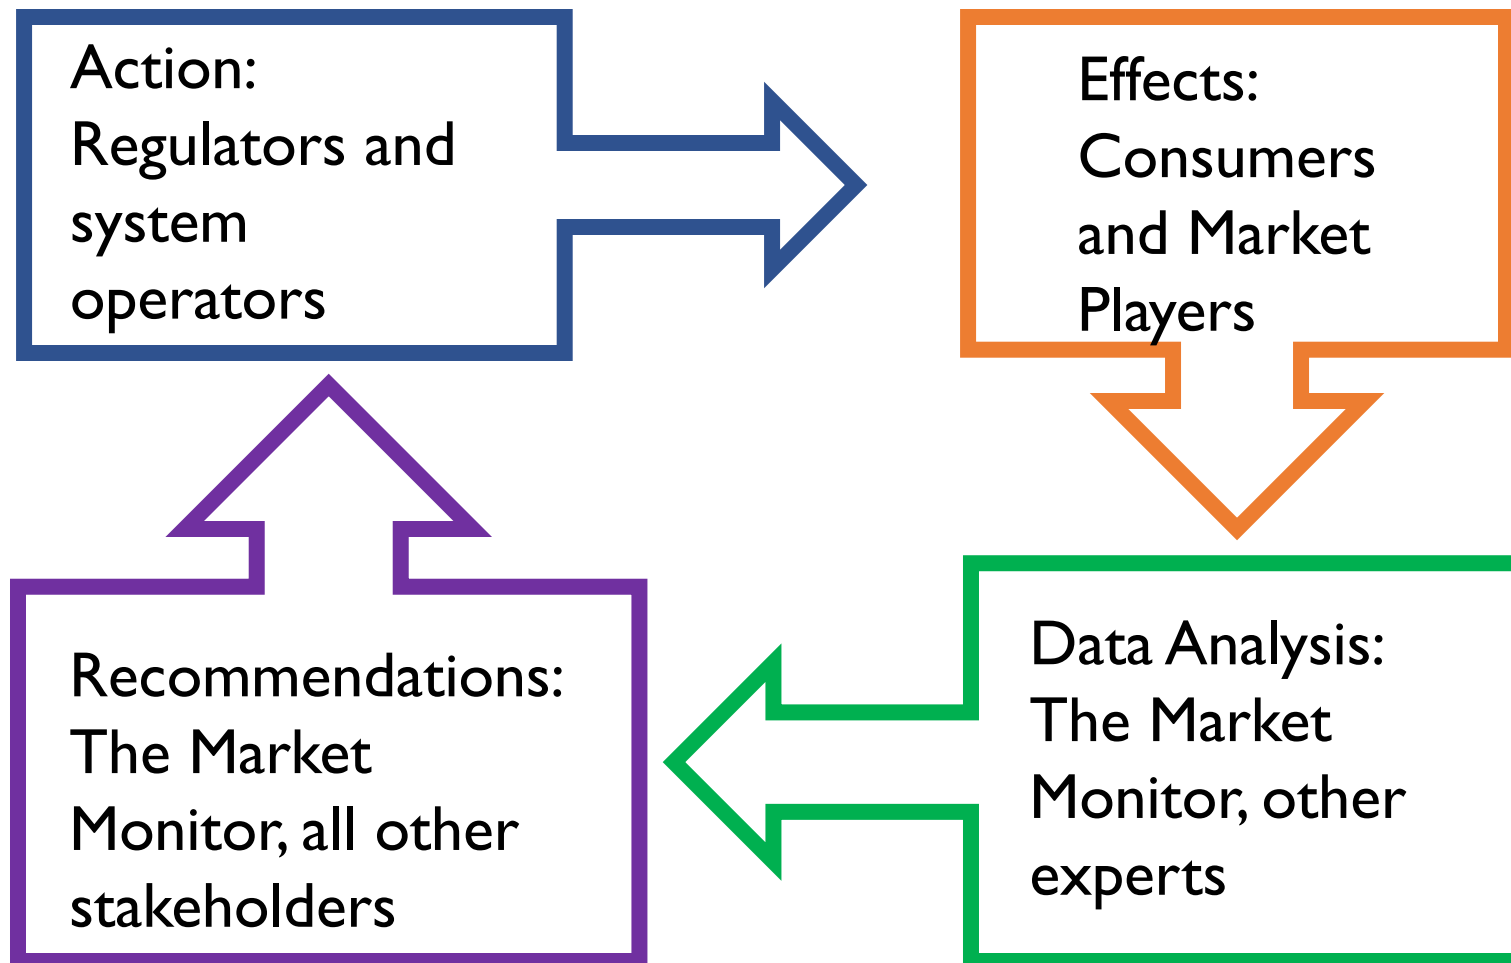 Action:
Regulators and
system
operators
Effects:
Consumers
and Market
Players
Data Analysis:
The Market
Monitor, other
experts
Recommendations:
The Market
Monitor, all other
stakeholders